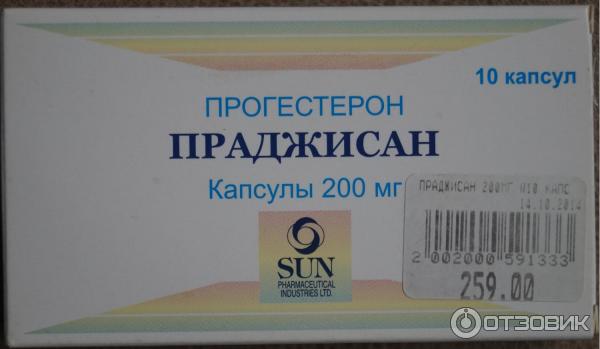 10 капсул
ПРОГЕСТЕРОН
ПРАДЖИСАН
Капсулы 200 мг
SUN
PHARMACEUTICAL
INDUSTRIES LTD.
ПРАДЖИСАН 200МГ N10 КАПС
14.10.2014
2 002000 591333
259.00
ОТЗОВИК